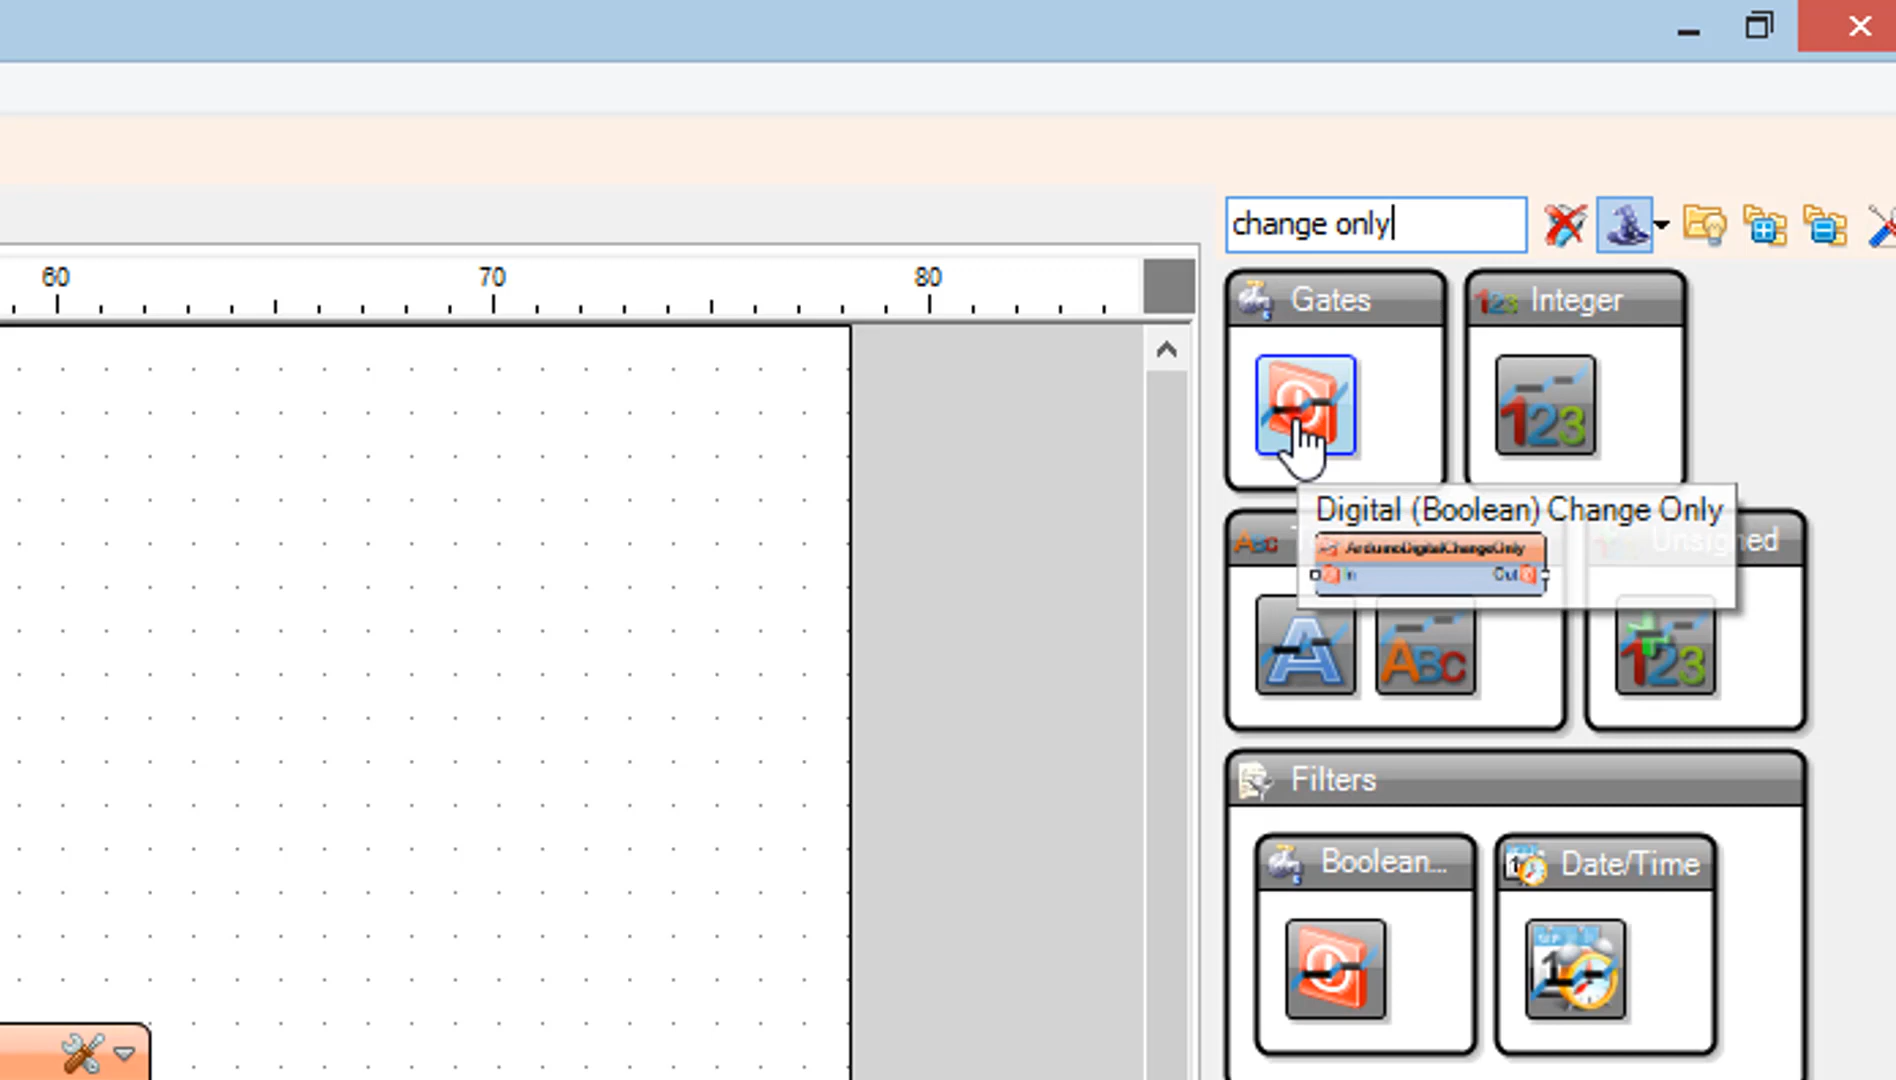 change only
60 70 80
Gates
Integer
Digital (Boolean) Change Only
ArduinoDigitalChangeOnly
In
Out
Unsigned
Filters
Boolean...
Date/Time